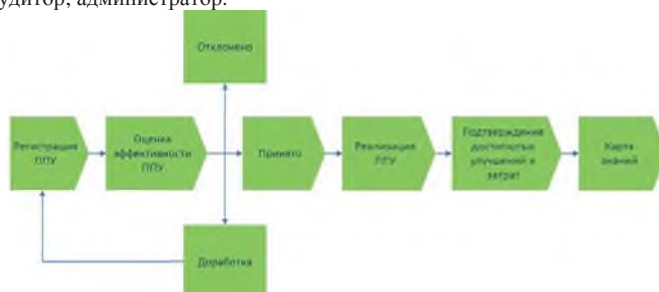 удитор, администратор.
Отклонено
Регистрация
ППУ
Оценка
эффективности
ППУ
Принято
Реализация
ППУ
Подтверждение
достигнутых
улучшений и
затрат
Карта
знаний
Доработка